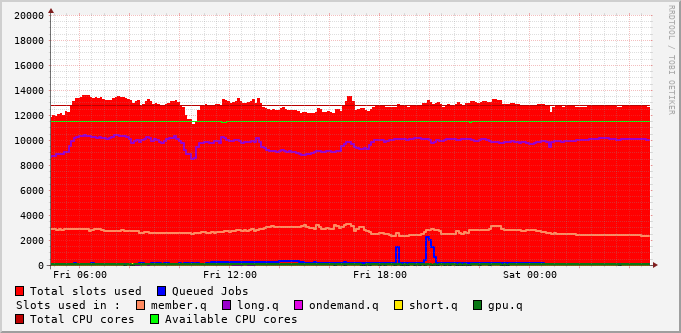 20000
18000
16000
14000
12000
10000
8000
6000
4000
2000
0
Fri 06:00 Fri 12:00 Fri 18:00 Sat 00:00
RRDTOOL / TOBI OETIKER
Total slots used Queued Jobs
Slots used in : member.q long.q ondemand.q short.q gpu.q
Total CPU cores Available CPU cores